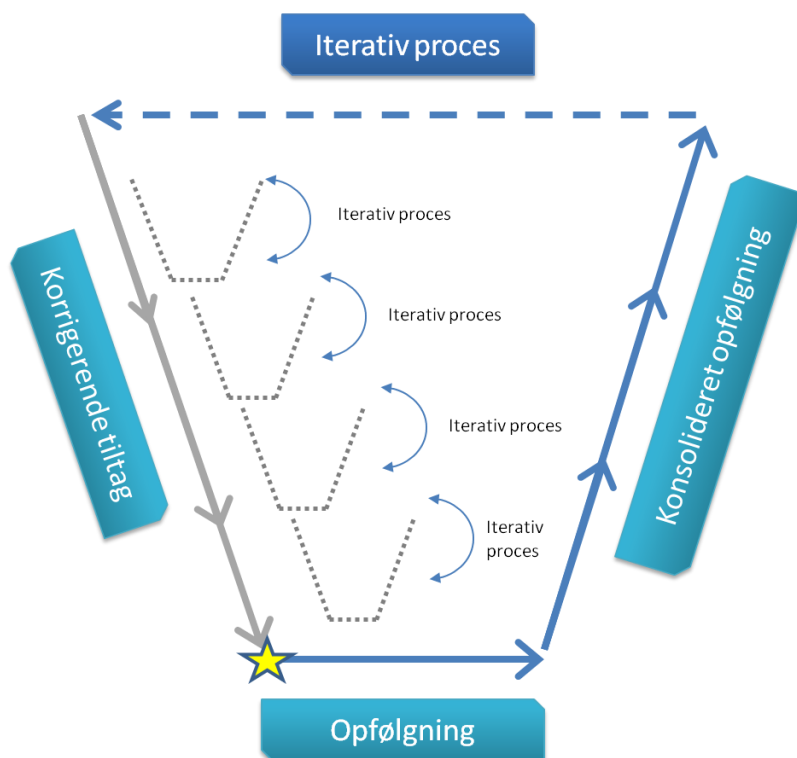 Iterativ proces
Iterativ proces
Korrigerende tiltag
Konsolideret opfølgning
Iterativ proces
Iterativ proces
Iterativ
proces
Opfølgning